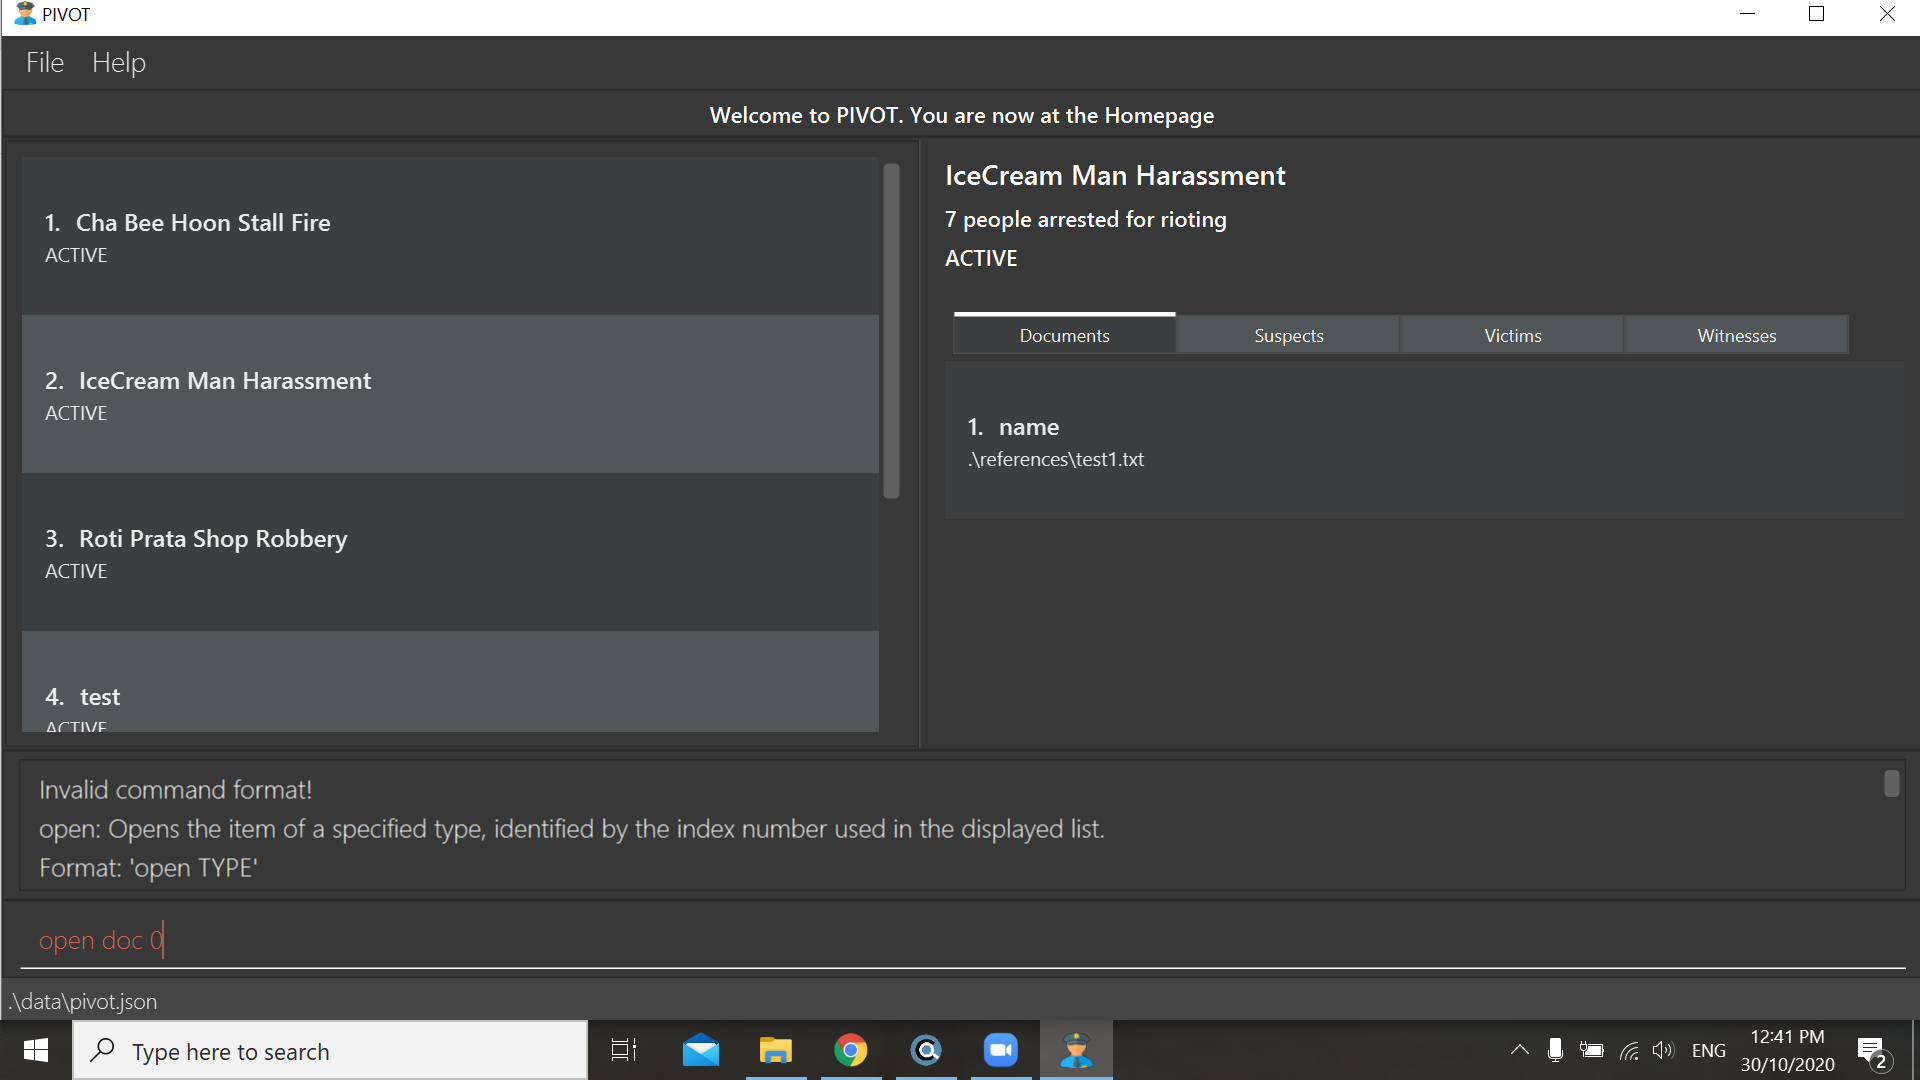 PIVOT
File Help
Welcome to PIVOT. You are now at the Homepage
1. Cha Bee Hoon Stall Fire
ACTIVE
2. IceCream Man Harassment
ACTIVE
3. Roti Prata Shop Robbery
ACTIVE
4. test
ACTIVE
IceCream Man Harassment
7 people arrested for rioting
ACTIVE
Documents Suspects Victims Witnesses
1. name
.\references\test1.txt
Invalid command format!
open: Opens the item of a specified type, identified by the index number used in the displayed list.
Format: 'open TYPE'
open doc 0
.\data\pivot.json
Type here to search
ENG
12:41 PM
30/10/2020
2